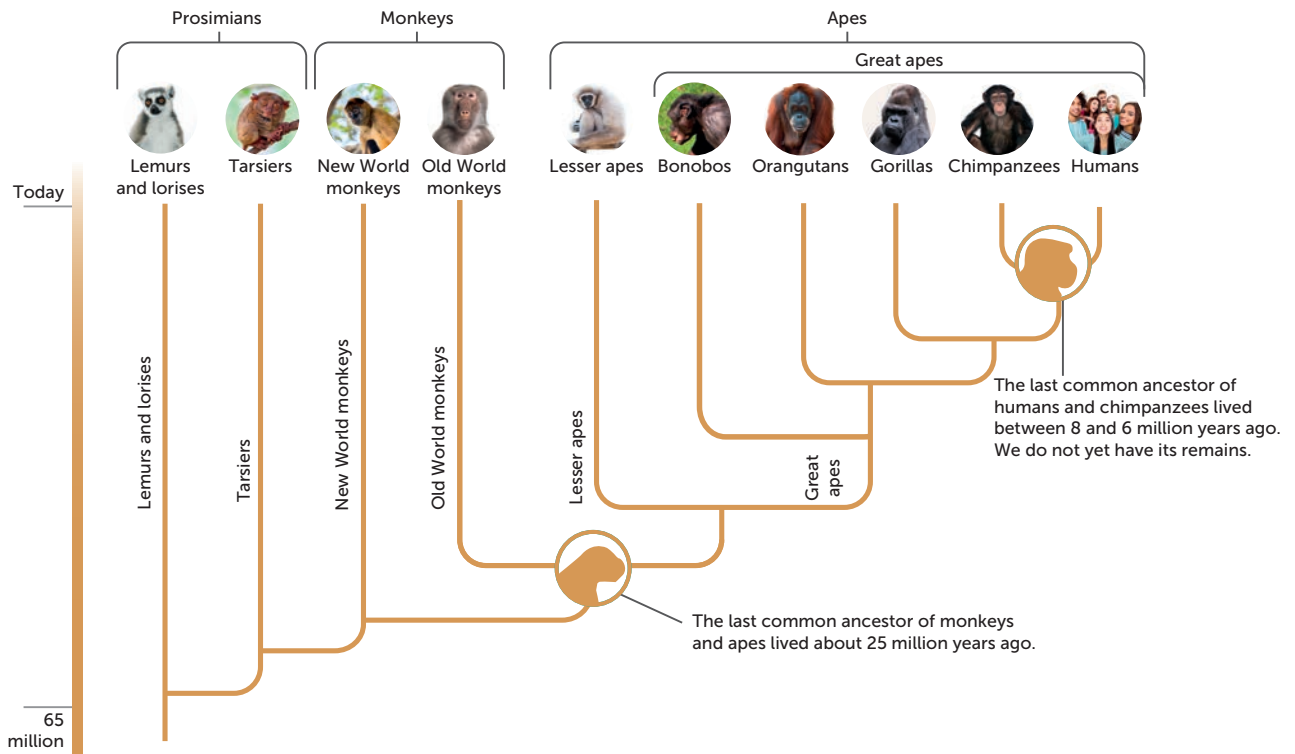 Prosimians
Monkeys
Apes
Great apes
Lemurs
and lorises
Tarsiers
New World
monkeys
Old World
monkeys
Lesser apes
Bonobos
Orangutans
Gorillas
Chimpanzees
Humans
Today
Lemurs and lorises
Tarsiers
New World monkeys
Old World monkeys
Lesser apes
Great
apes
The last common ancestor of
humans and chimpanzees lived
between 8 and 6 million years ago.
We do not yet have its remains.
The last common ancestor of monkeys
and apes lived about 25 million years ago.
65
million